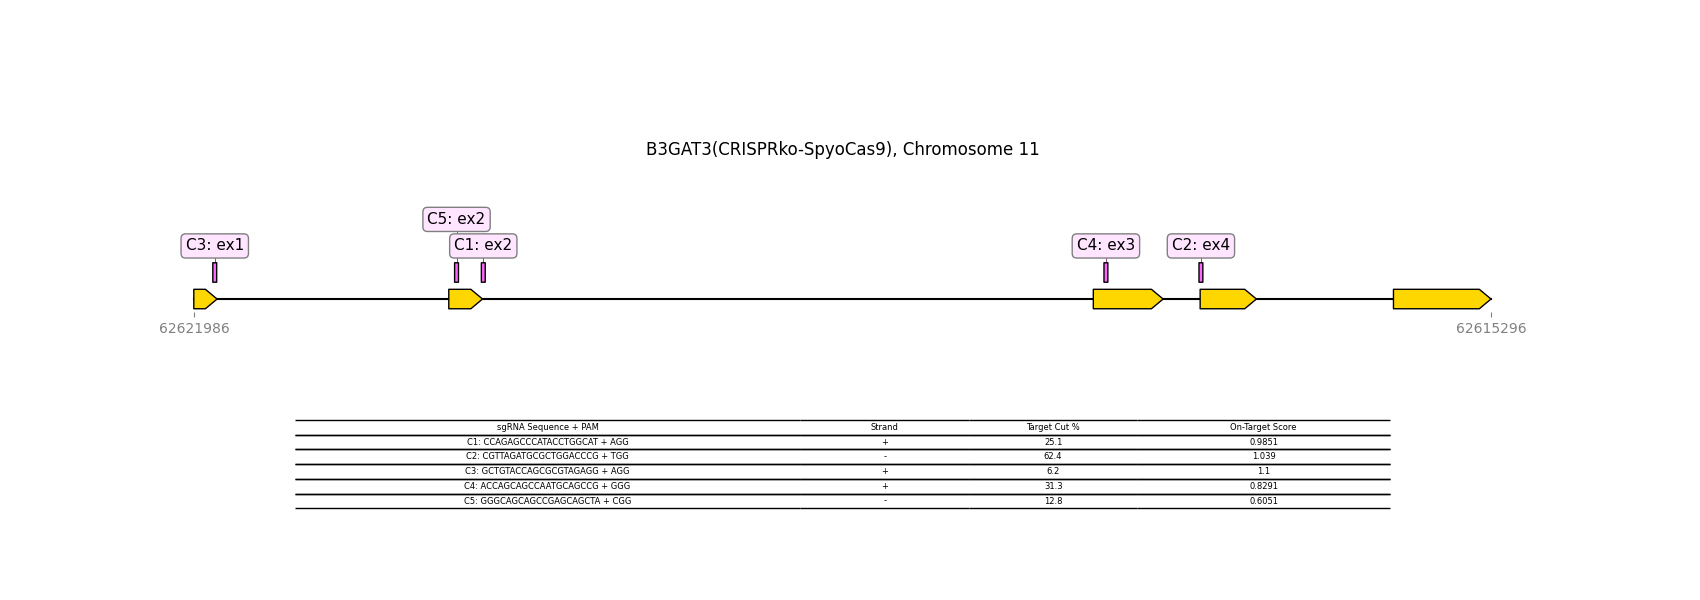 B3GAT3(CRISPRko-SpyoCas9), Chromosome 11
C5: ex2
C3: ex1 C1: ex2 C4: ex3 C2: ex4
62621986 62615296
sgRNA Sequence + PAM Strand Target Cut % On-Target Score
C1: CCAGAGCCCATACCTGGCAT + AGG + 25.1 0.9851
C2: CGTTAGATGCGCTGGACCCG + TGG - 62.4 1.039
C3: GCTGTACCAGCGCGTAGAGG + AGG + 6.2 1.1
C4: ACCAGCAGCCAATGCAGCCG + GGG + 31.3 0.8291
C5: GGGCAGCAGCCGAGCAGCTA + CGG - 12.8 0.6051